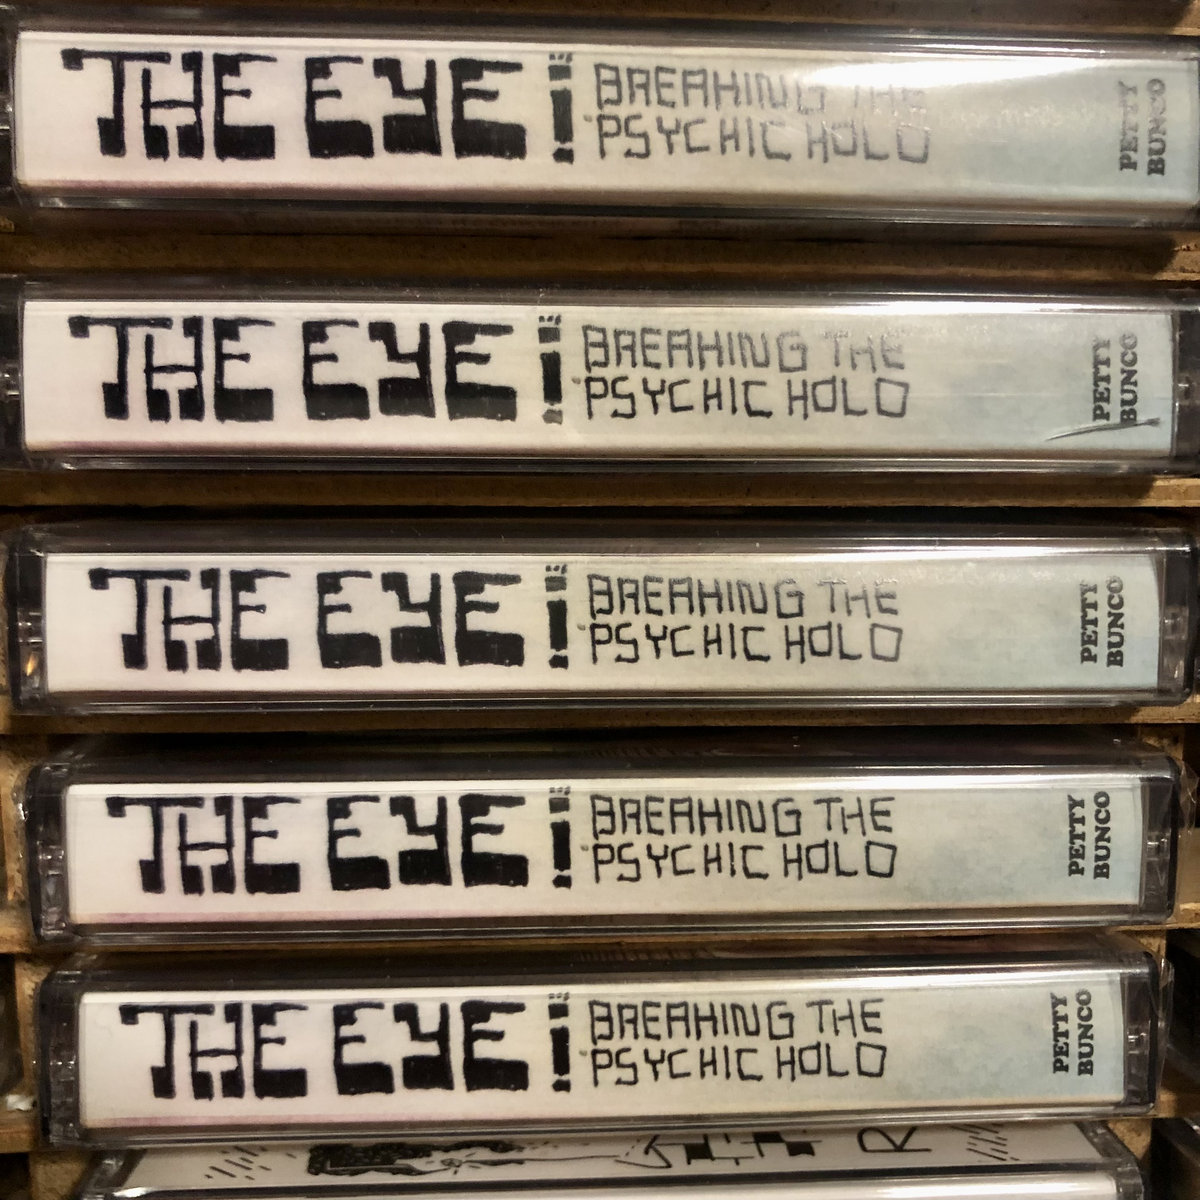 THE EYE
BREAKING THE
PSYCHIC HOLD
PETTY
BUNCO
THE EYE
BREAKING THE
PSYCHIC HOLD
PETTY
BUNCO
THE EYE
BREAKING THE
PSYCHIC HOLD
PETTY
BUNCO
THE EYE
BREAKING THE
PSYCHIC HOLD
PETTY
BUNCO
THE EYE
BREAKING THE
PSYCHIC HOLD
PETTY
BUNCO